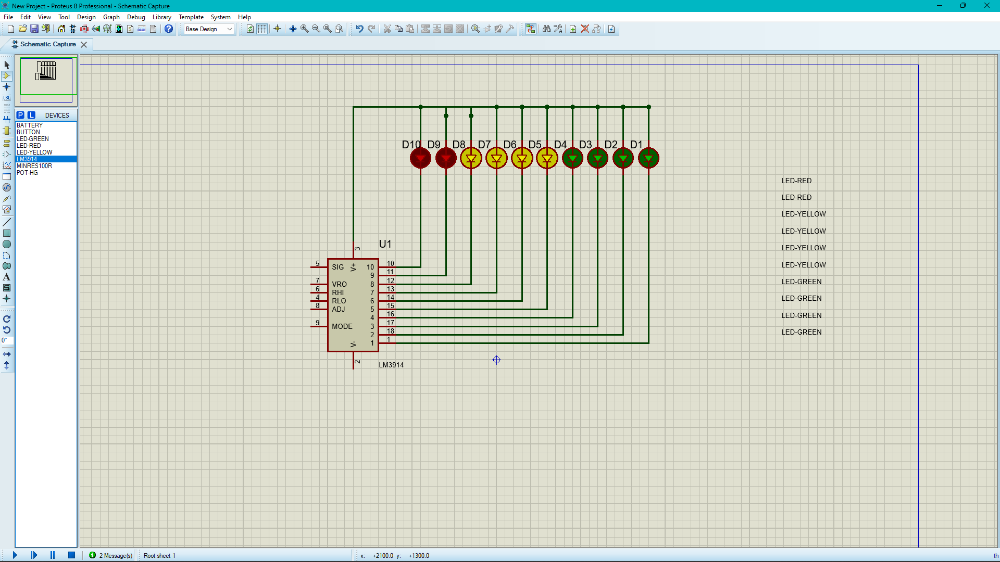 New Project - Proteus 8 Professional - Schematic Capture
File Edit View Tool Design Graph Debug Library Template System Help
Base Design
Schematic Capture
P L DEVICES
BATTERY
BUTTON
LED-GREEN
LED-RED
LED-YELLOW
LM3914
MINRES100R
POT-HG
LBL
A
S
0°
D10 D9 D8 D7 D6 D5 D4 D3 D2 D1
LED-RED
LED-RED
LED-YELLOW
LED-YELLOW
LED-YELLOW
LED-YELLOW
LED-GREEN
LED-GREEN
LED-GREEN
LED-GREEN
U1
3
V+
5 SIG 10 10
9 11
7 VRO 8 12
6 RHI 7 13
4 RLO 6 14
8 ADJ 5 15
4 16
9 MODE 3 17
2 18
V- 1 1
2
LM3914
2 Message(s) Root sheet 1 x: +2100.0 y: +1300.0 th